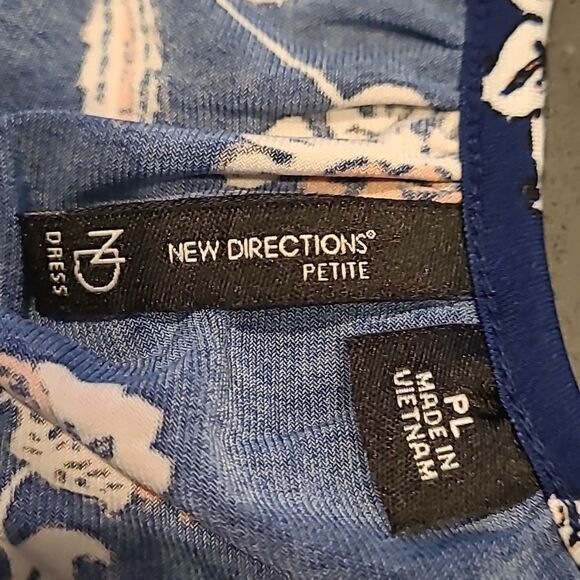 ND
DRESS
NEW DIRECTIONS®
PETITE
PL
MADE IN
VIETNAM